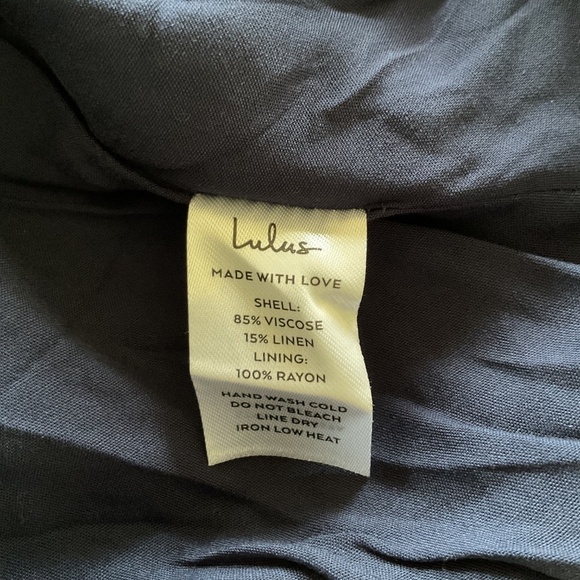 Lulus
MADE WITH LOVE
SHELL:
85% VISCOSE
15% LINEN
LINING:
100% RAYON
HAND WASH COLD
DO NOT BLEACH
LINE DRY
IRON LOW HEAT